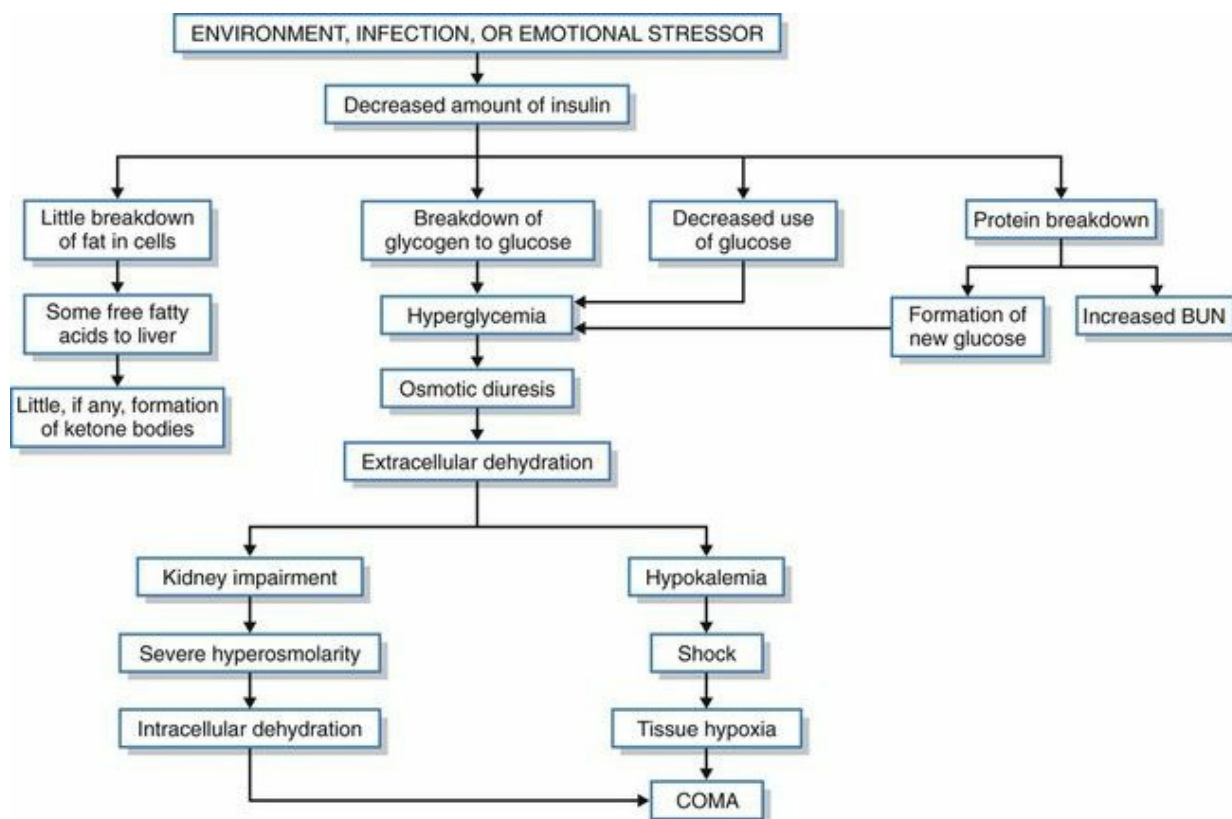 ENVIRONMENT, INFECTION, OR EMOTIONAL STRESSOR
Decreased amount of insulin
Little breakdown
of fat in cells
Breakdown of
glycogen to glucose
Decreased use
of glucose
Protein breakdown
Some free fatty
acids to liver
Hyperglycemia
Formation of
new glucose
Increased BUN
Little, if any, formation
of ketone bodies
Osmotic diuresis
Extracellular dehydration
Kidney impairment
Hypokalemia
Severe hyperosmolarity
Shock
Intracellular dehydration
Tissue hypoxia
COMA